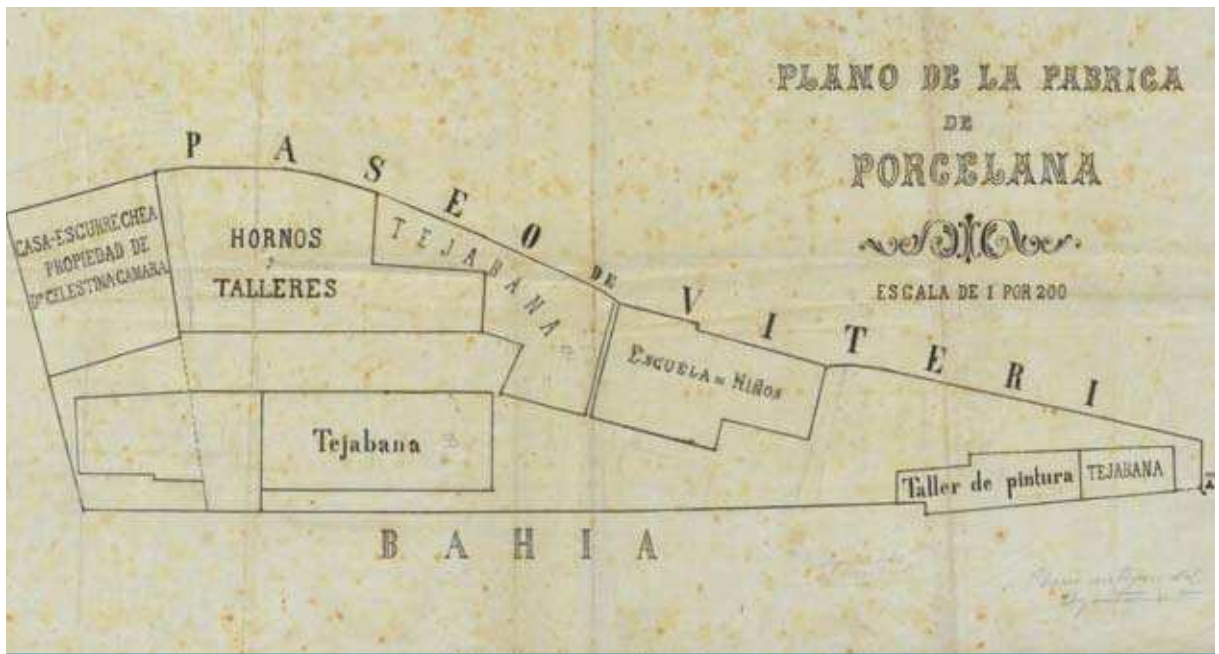 PLANO DE LA FABRICA
DE
PORCELANA
ESCALA DE 1 POR 200
PASEO DE VITERI
CASA-ESCURRECHEA
PROPIEDAD DE
Dª CELESTINA CAMARA
HORNOS
Y
TALLERES
TEJABANA
ESCUELA DE NIÑOS
Tejabana
Taller de pintura
TEJABANA
A
BAHIA